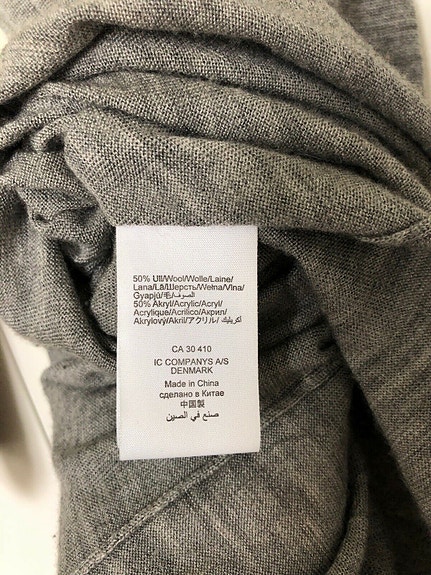 50% Ull/Wool/Wolle/Laine/
Lana/Lã/Шерсть/Wełna/Vlna/
Gyapjú/毛/الصوف
50% Akryl/Acrylic/Acryl/
Acrylique/Acrilico/Акрил/
Akrylový/Akril/アクリル/أكريليك
CA 30 410
IC COMPANYS A/S
DENMARK
Made in China
сделано в Китае
中国製
صنع في الصين